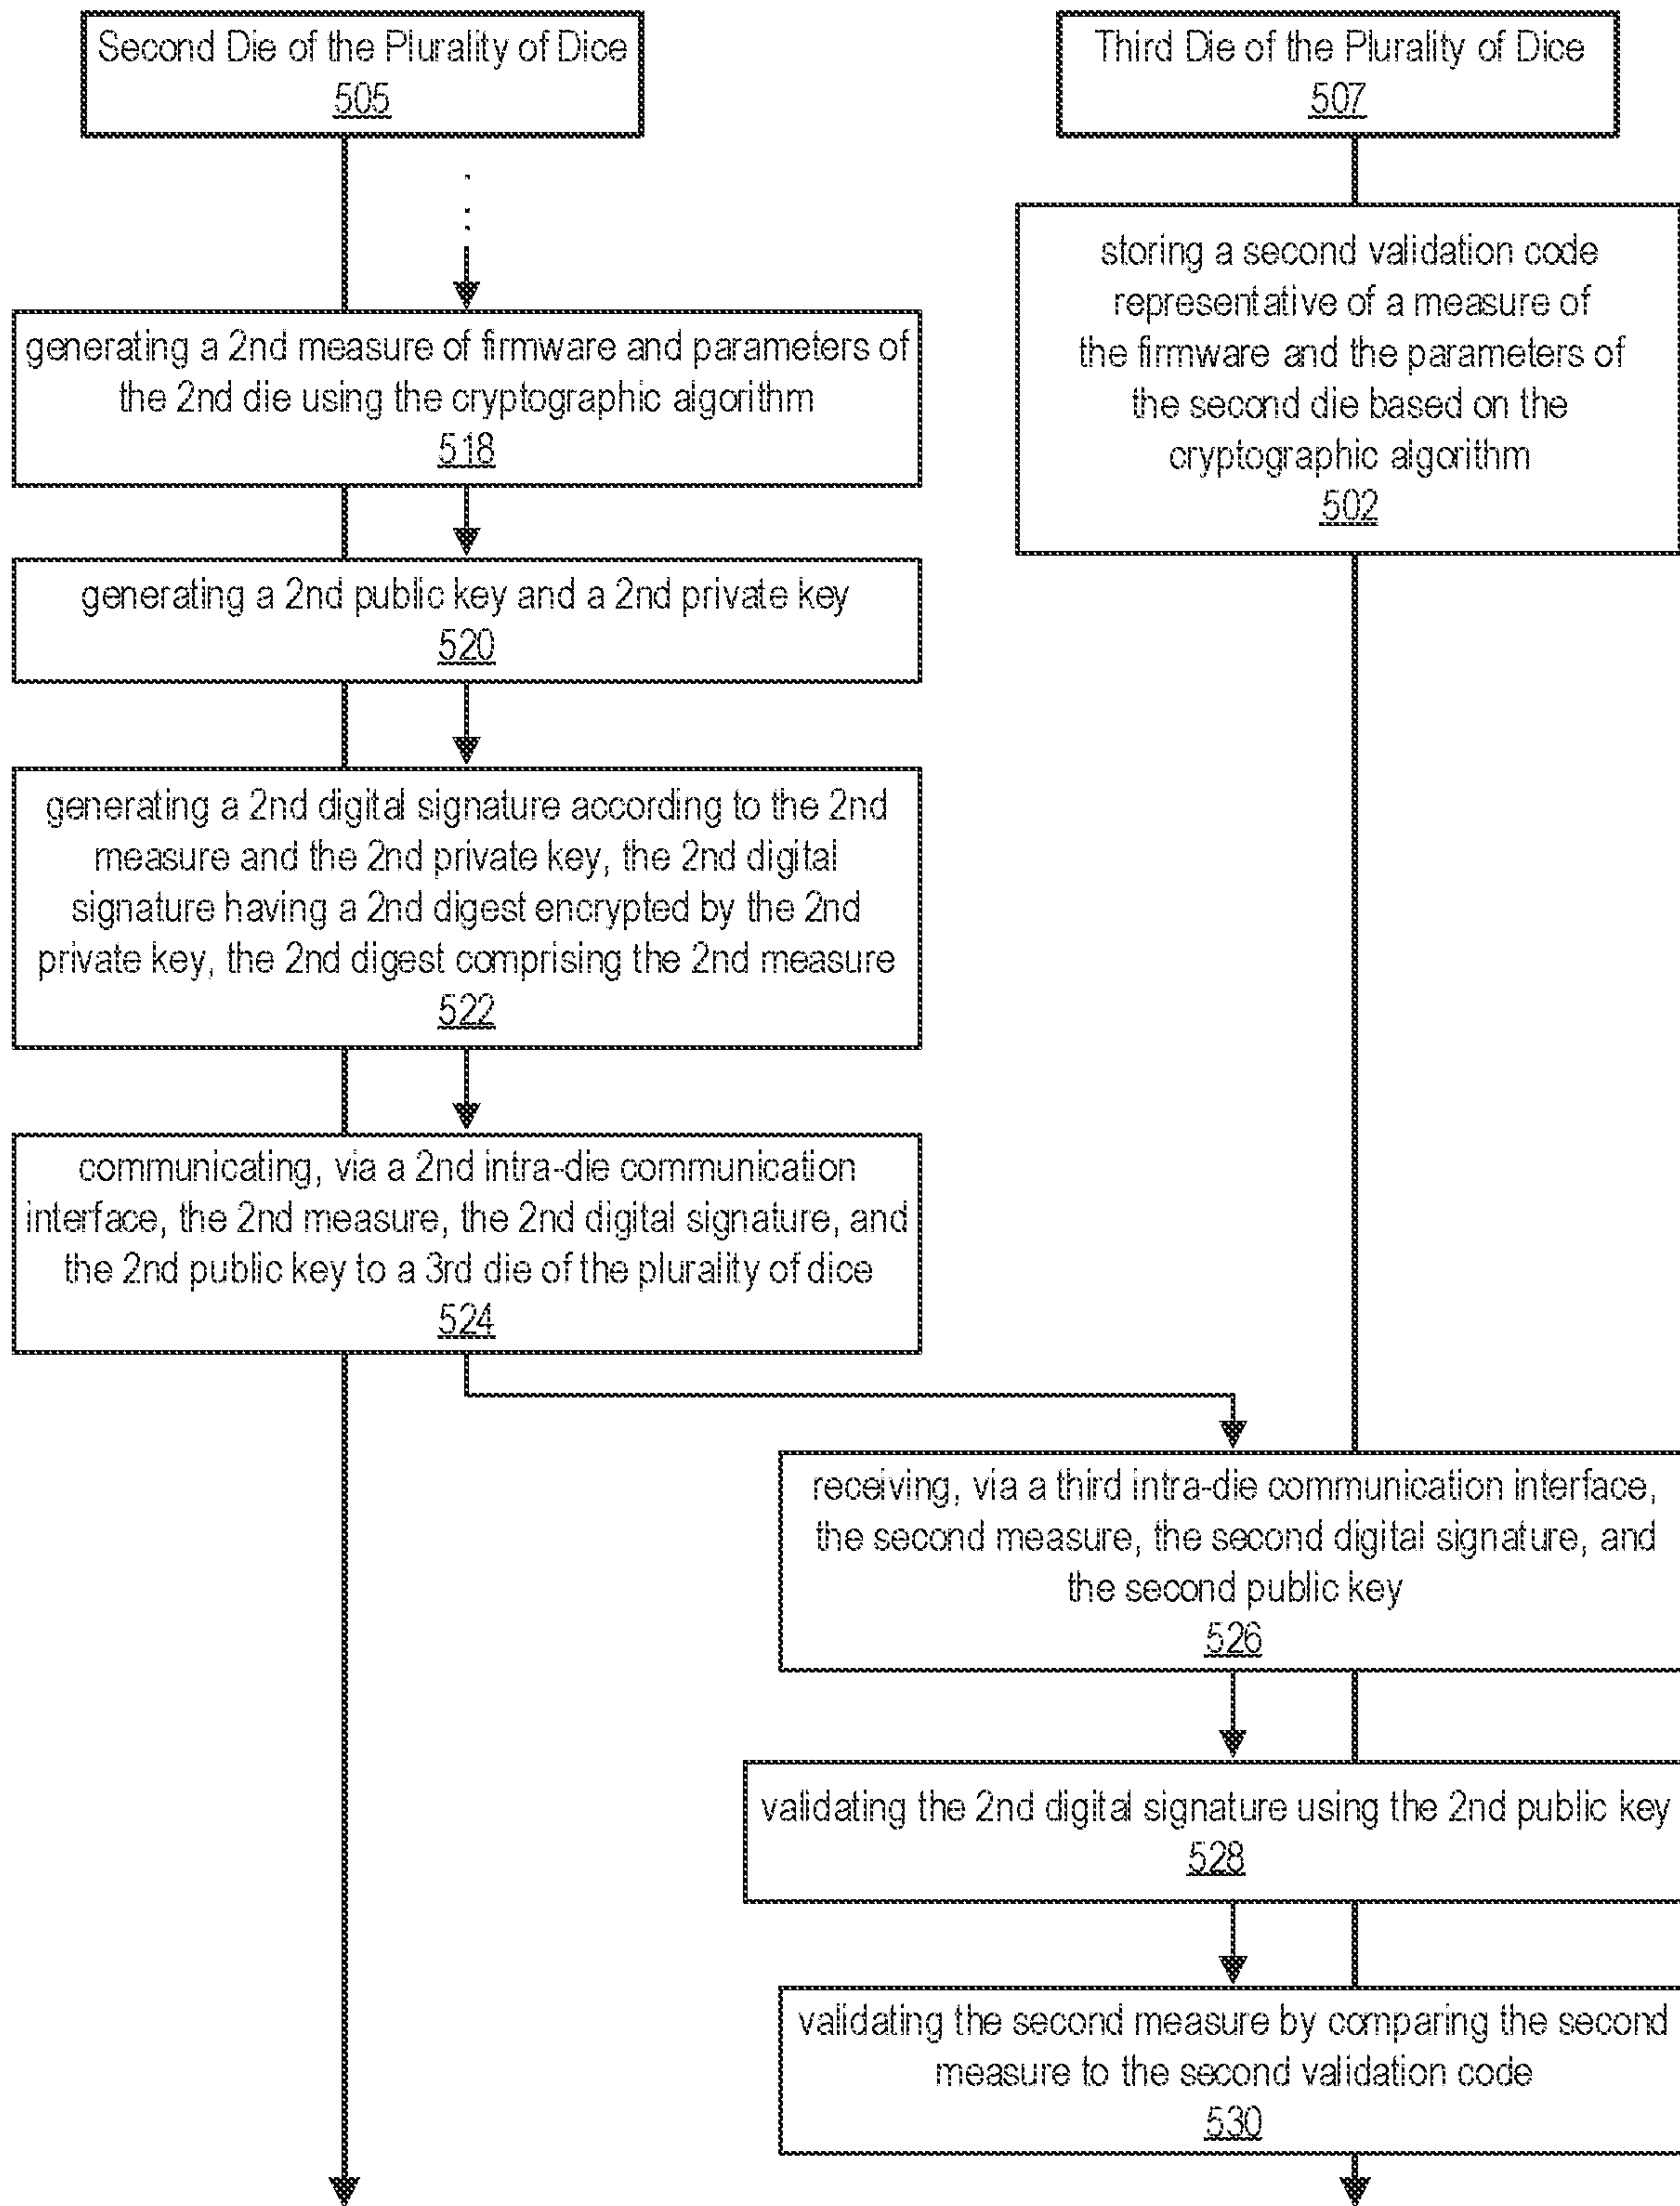 Second Die of the Plurality of Dice
505
Third Die of the Plurality of Dice
507
storing a second validation code
representative of a measure of
the firmware and the parameters of
the second die based on the
cryptographic algorithm
502
generating a 2nd measure of firmware and parameters of
the 2nd die using the cryptographic algorithm
518
generating a 2nd public key and a 2nd private key
520
generating a 2nd digital signature according to the 2nd
measure and the 2nd private key, the 2nd digital
signature having a 2nd digest encrypted by the 2nd
private key, the 2nd digest comprising the 2nd measure
522
communicating, via a 2nd intra-die communication
interface, the 2nd measure, the 2nd digital signature, and
the 2nd public key to a 3rd die of the plurality of dice
524
receiving, via a third intra-die communication interface,
the second measure, the second digital signature, and
the second public key
526
validating the 2nd digital signature using the 2nd public key
528
validating the second measure by comparing the second
measure to the second validation code
530